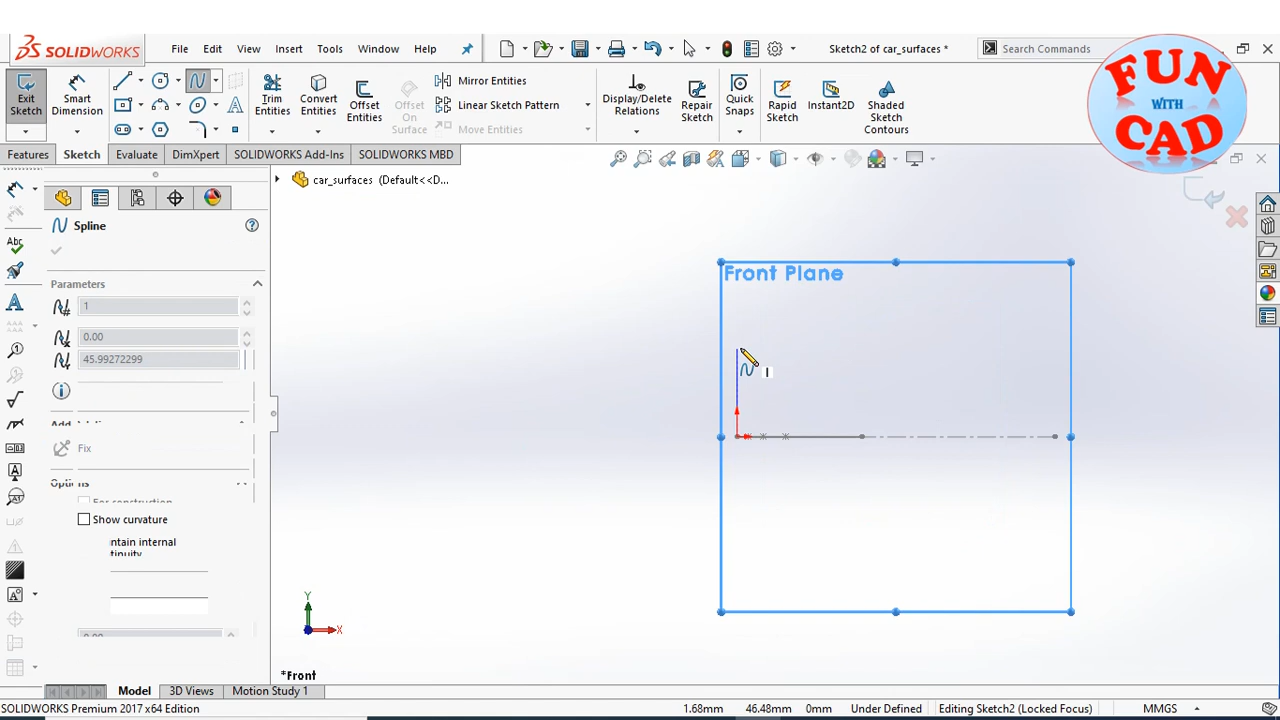 SOLIDWORKS
File Edit View Insert Tools Window Help
Sketch2 of car_surfaces *
Search Commands
FUN
WITH
CAD
Exit Sketch
Smart Dimension
Trim Entities
Convert Entities
Offset Entities
Offset On Surface
Mirror Entities
Linear Sketch Pattern
Move Entities
Display/Delete Relations
Repair Sketch
Quick Snaps
Rapid Sketch
Instant2D
Shaded Sketch Contours
Features Sketch Evaluate DimXpert SOLIDWORKS Add-Ins SOLIDWORKS MBD
car_surfaces (Default<<D...
Spline
Parameters
1
0.00
45.99272299
Fix
Options
For construction
Show curvature
ntain internal
tinuity
0.00
Front Plane
Y
X
*Front
Model 3D Views Motion Study 1
SOLIDWORKS Premium 2017 x64 Edition
1.68mm 46.48mm 0mm Under Defined Editing Sketch2 (Locked Focus) MMGS